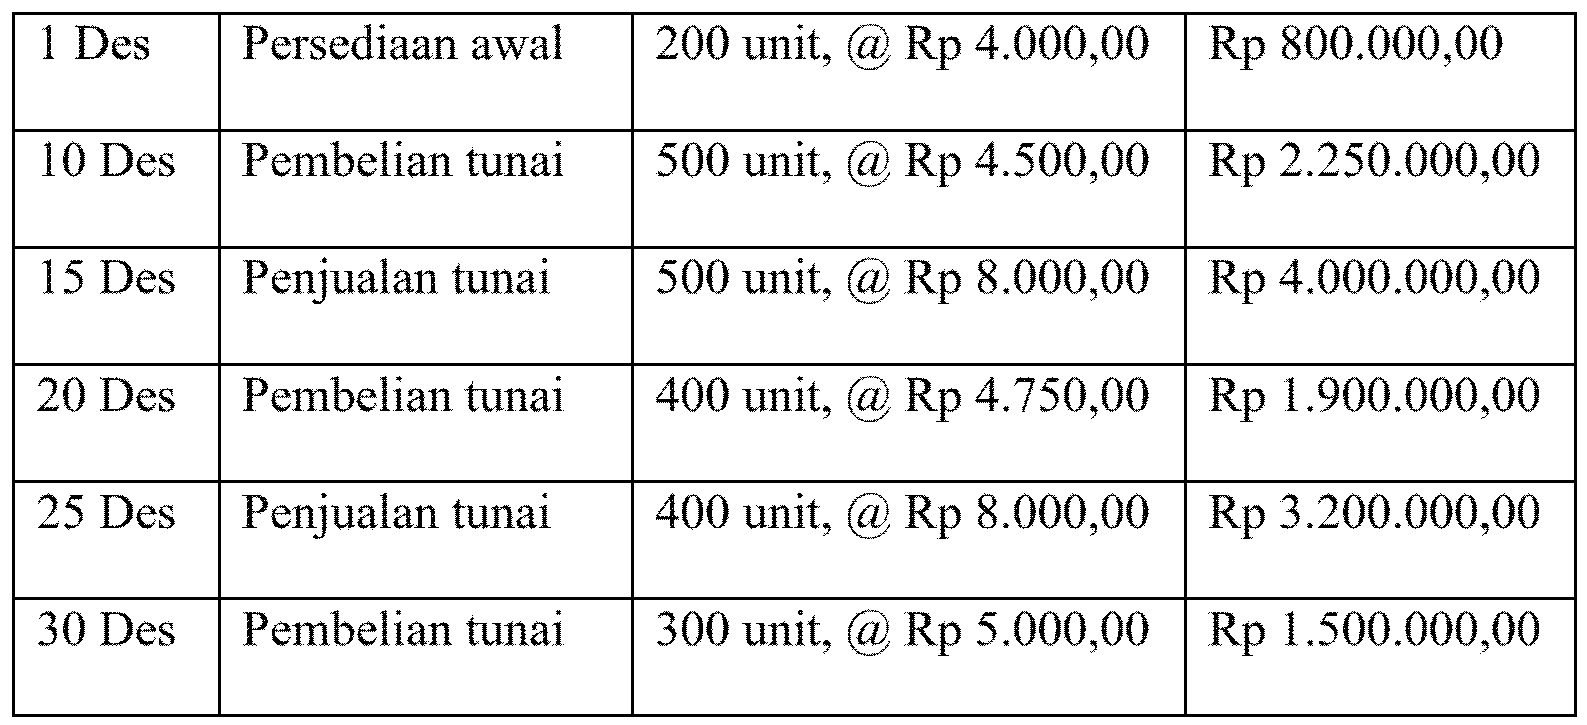 1 Des Persediaan awal 200 unit, @ Rp 4.000,00 Rp 800.000,00
10 Des Pembelian tunai 500 unit, @ Rp 4.500,00 Rp 2.250.000,00
15 Des Penjualan tunai 500 unit, @ Rp 8.000,00 Rp 4.000.000,00
20 Des Pembelian tunai 400 unit, @ Rp 4.750,00 Rp 1.900.000,00
25 Des Penjualan tunai 400 unit, @ Rp 8.000,00 Rp 3.200.000,00
30 Des Pembelian tunai 300 unit, @ Rp 5.000,00 Rp 1.500.000,00